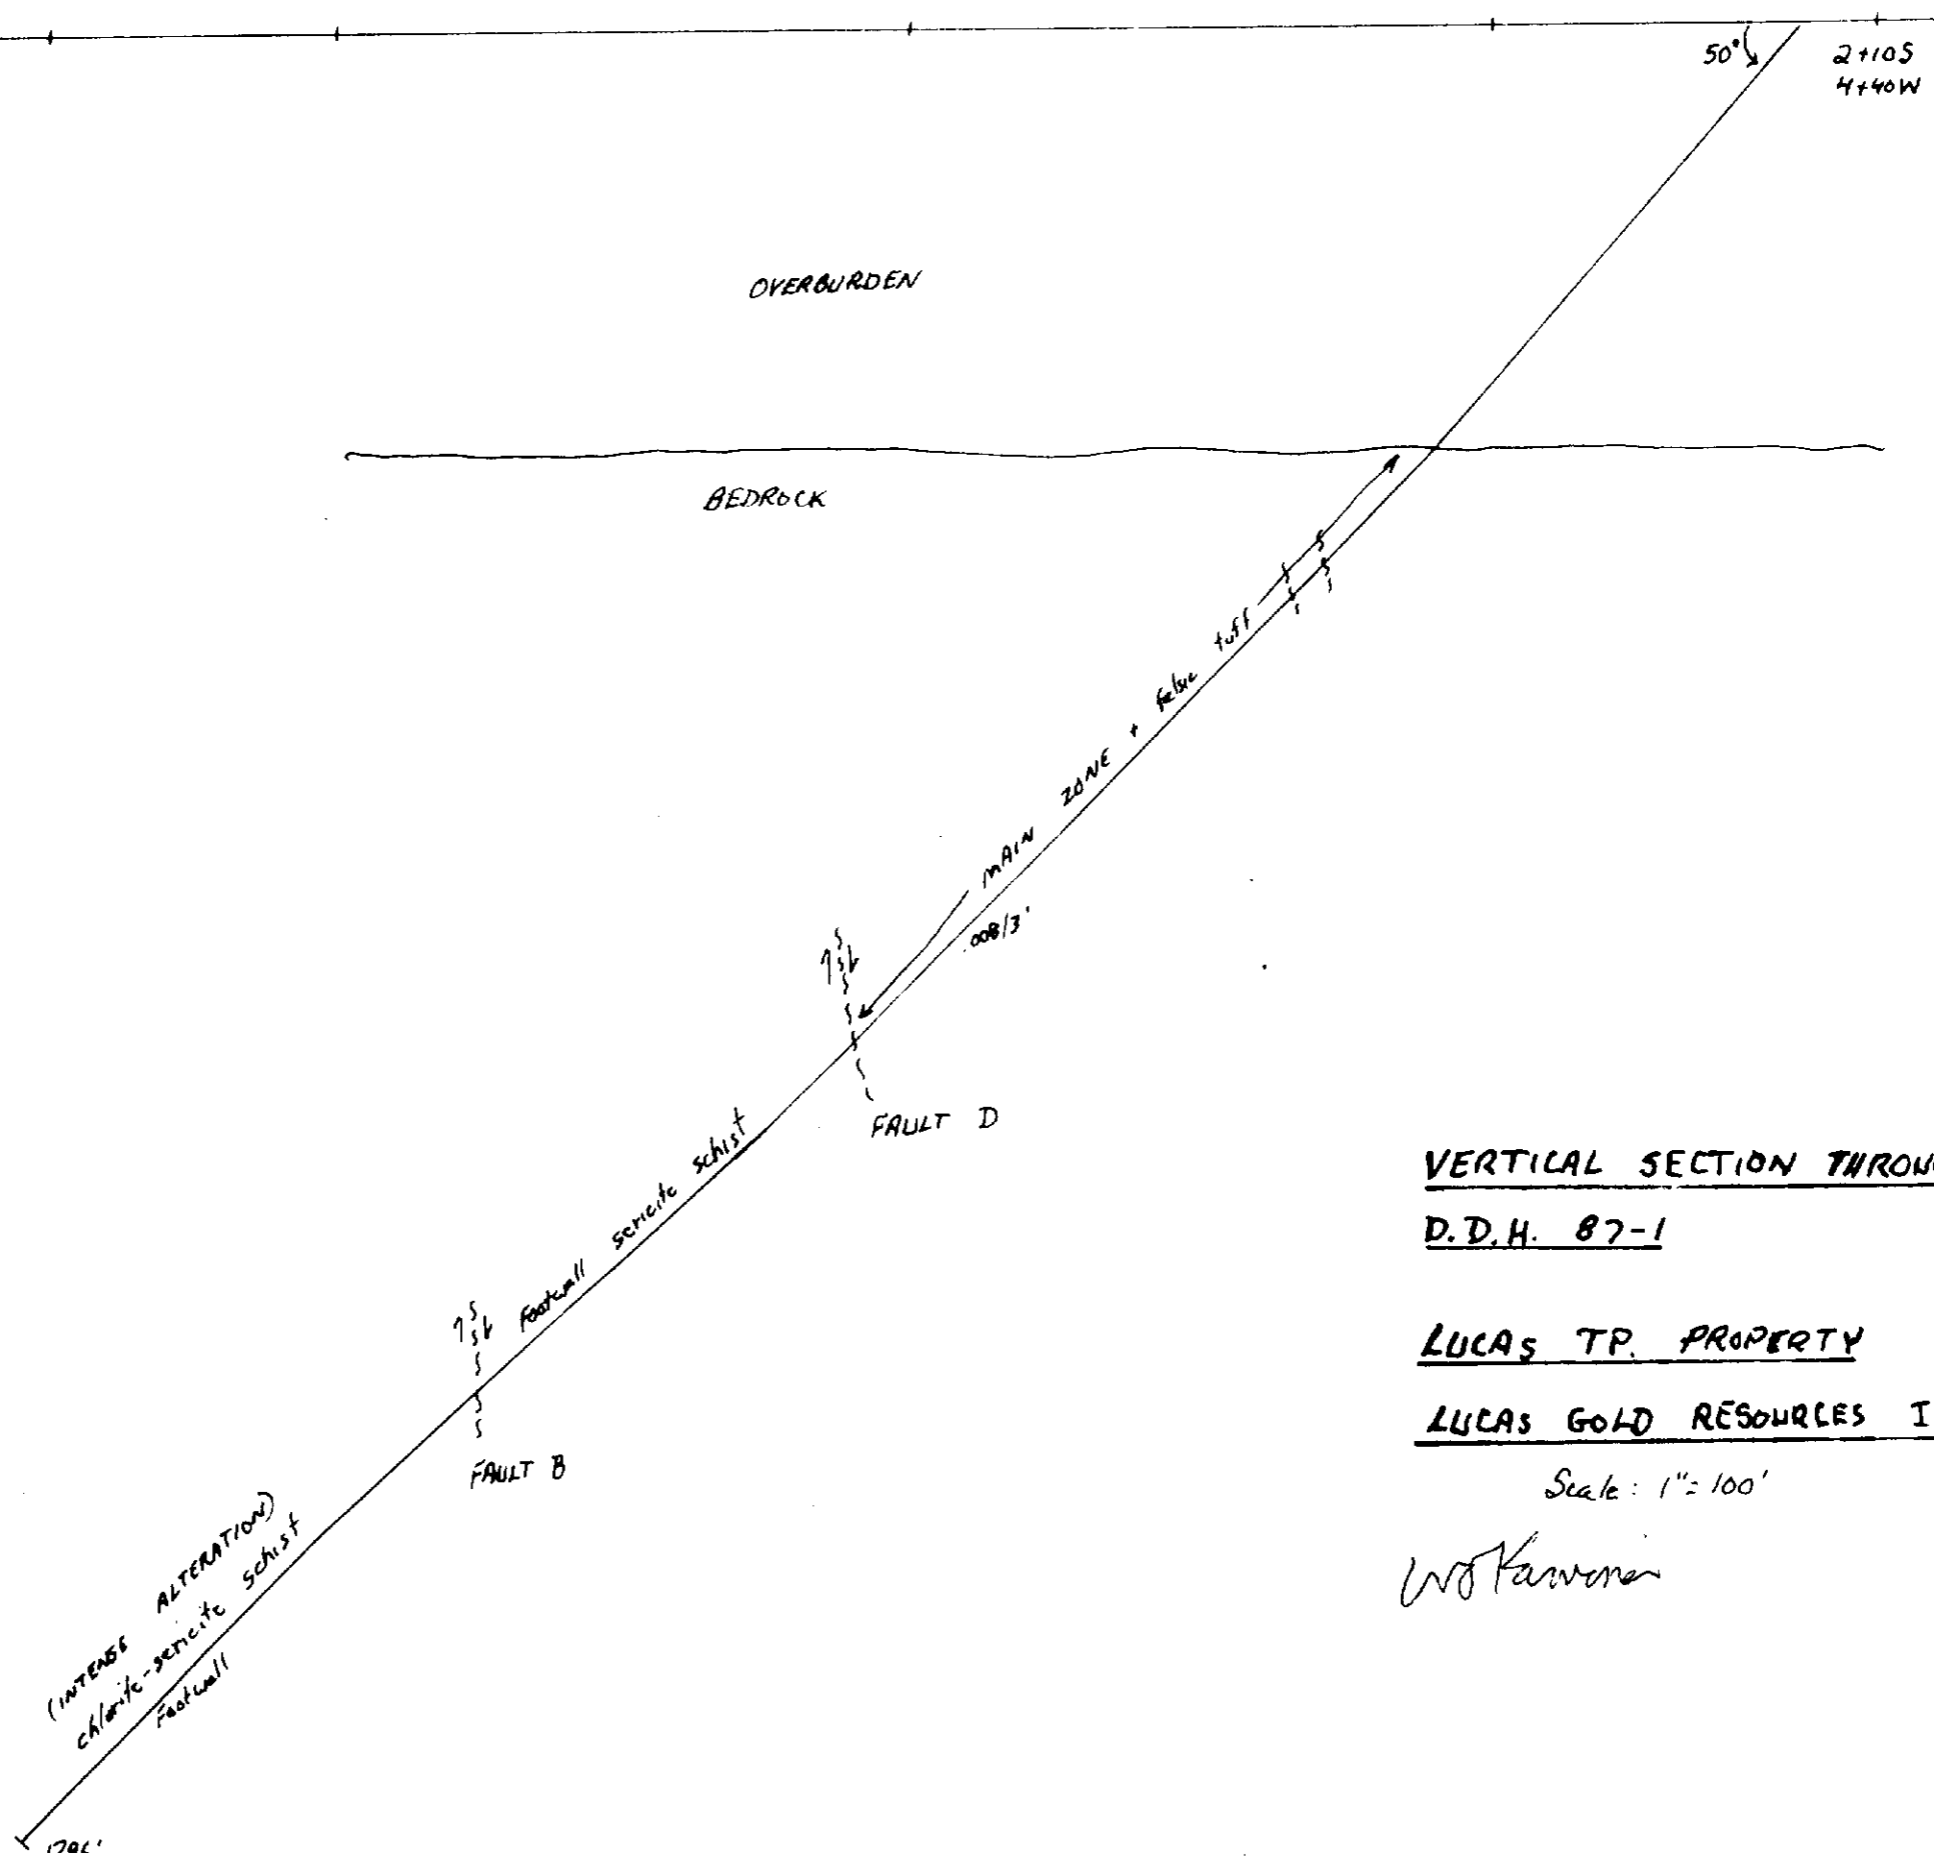 50°
2+10S
4+40W
OVERBURDEN
BEDROCK
MAIN ZONE + felsic tuff
.008/3'
FAULT D
Footwall sericite schist
FAULT B
(INTENSE ALTERATION)
chlorite-sericite schist
Footwall
VERTICAL SECTION THROU
D.D.H. 87-1
LUCAS TP. PROPERTY
LUCAS GOLD RESOURCES I
Scale: 1"=100'